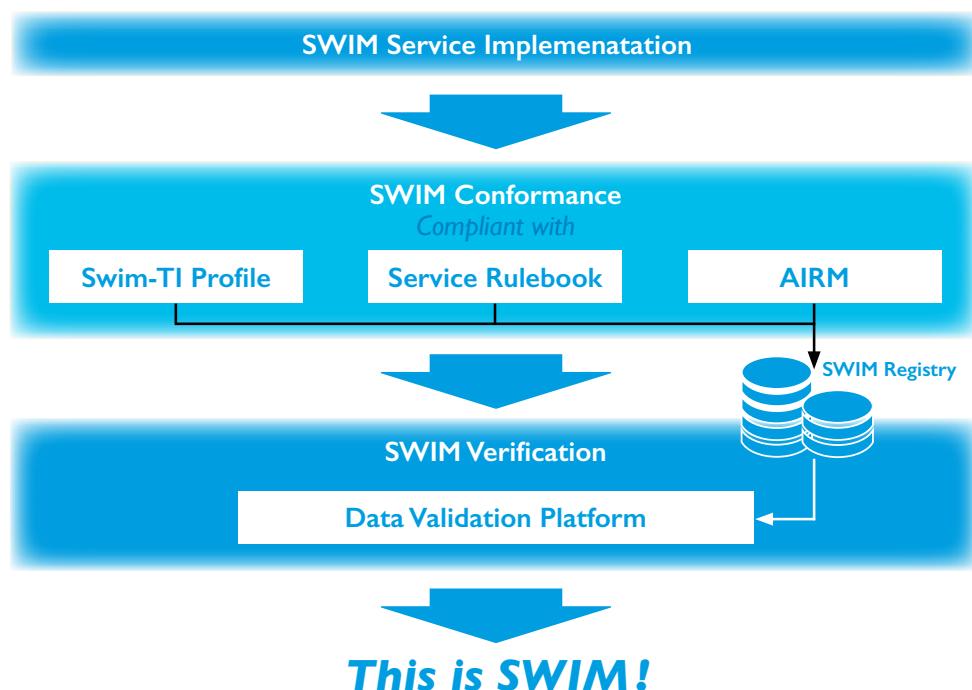 SWIM Service Implemenatation
SWIM Conformance
Compliant with
Swim-TI Profile
Service Rulebook
AIRM
SWIM Registry
SWIM Verification
Data Validation Platform
This is SWIM!